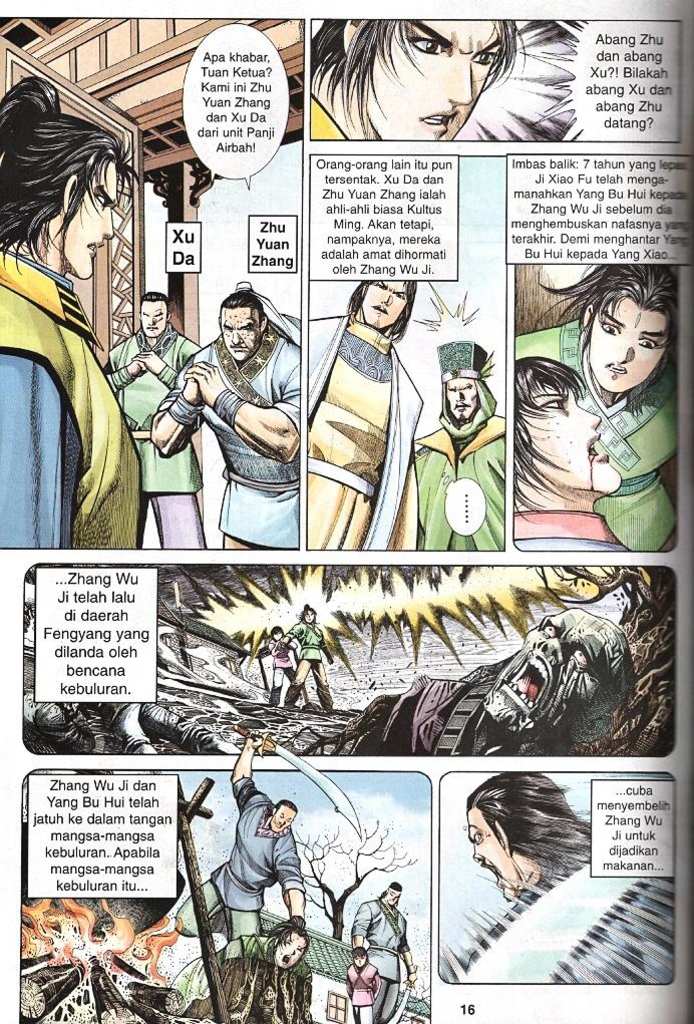 Apa khabar,
Tuan Ketua?
Kami ini Zhu
Yuan Zhang
dan Xu Da
dari unit Panji
Airbah!
Abang Zhu
dan abang
Xu?! Bilakah
abang Xu dan
abang Zhu
datang?
Xu
Da
Zhu
Yuan
Zhang
Orang-orang lain itu pun
tersentak. Xu Da dan
Zhu Yuan Zhang ialah
ahli-ahli biasa Kultus
Ming. Akan tetapi,
nampaknya, mereka
adalah dihormati
oleh Zhang Wu Ji.
Imbas balik: 7 tahun yang lepas
Ji Xiao Fu telah menga-
manahkan Yang Bu Hui kepada
Zhang Wu Ji sebelum dia
menghembuskan nafasnya yang
terakhir. Demi menghantar Yang
Bu Hui kepada Yang Xiao...
......
...Zhang Wu
Ji telah lalu
di daerah
Fengyang yang
dilanda oleh
bencana
kebuluran.
Zhang Wu Ji dan
Yang Bu Hui telah
jatuh ke dalam tangan
mangsa-mangsa
kebuluran. Apabila
mangsa-mangsa
kebuluran itu...
...cuba
menyembelih
Zhang Wu
Ji untuk
dijadikan
makanan...
16